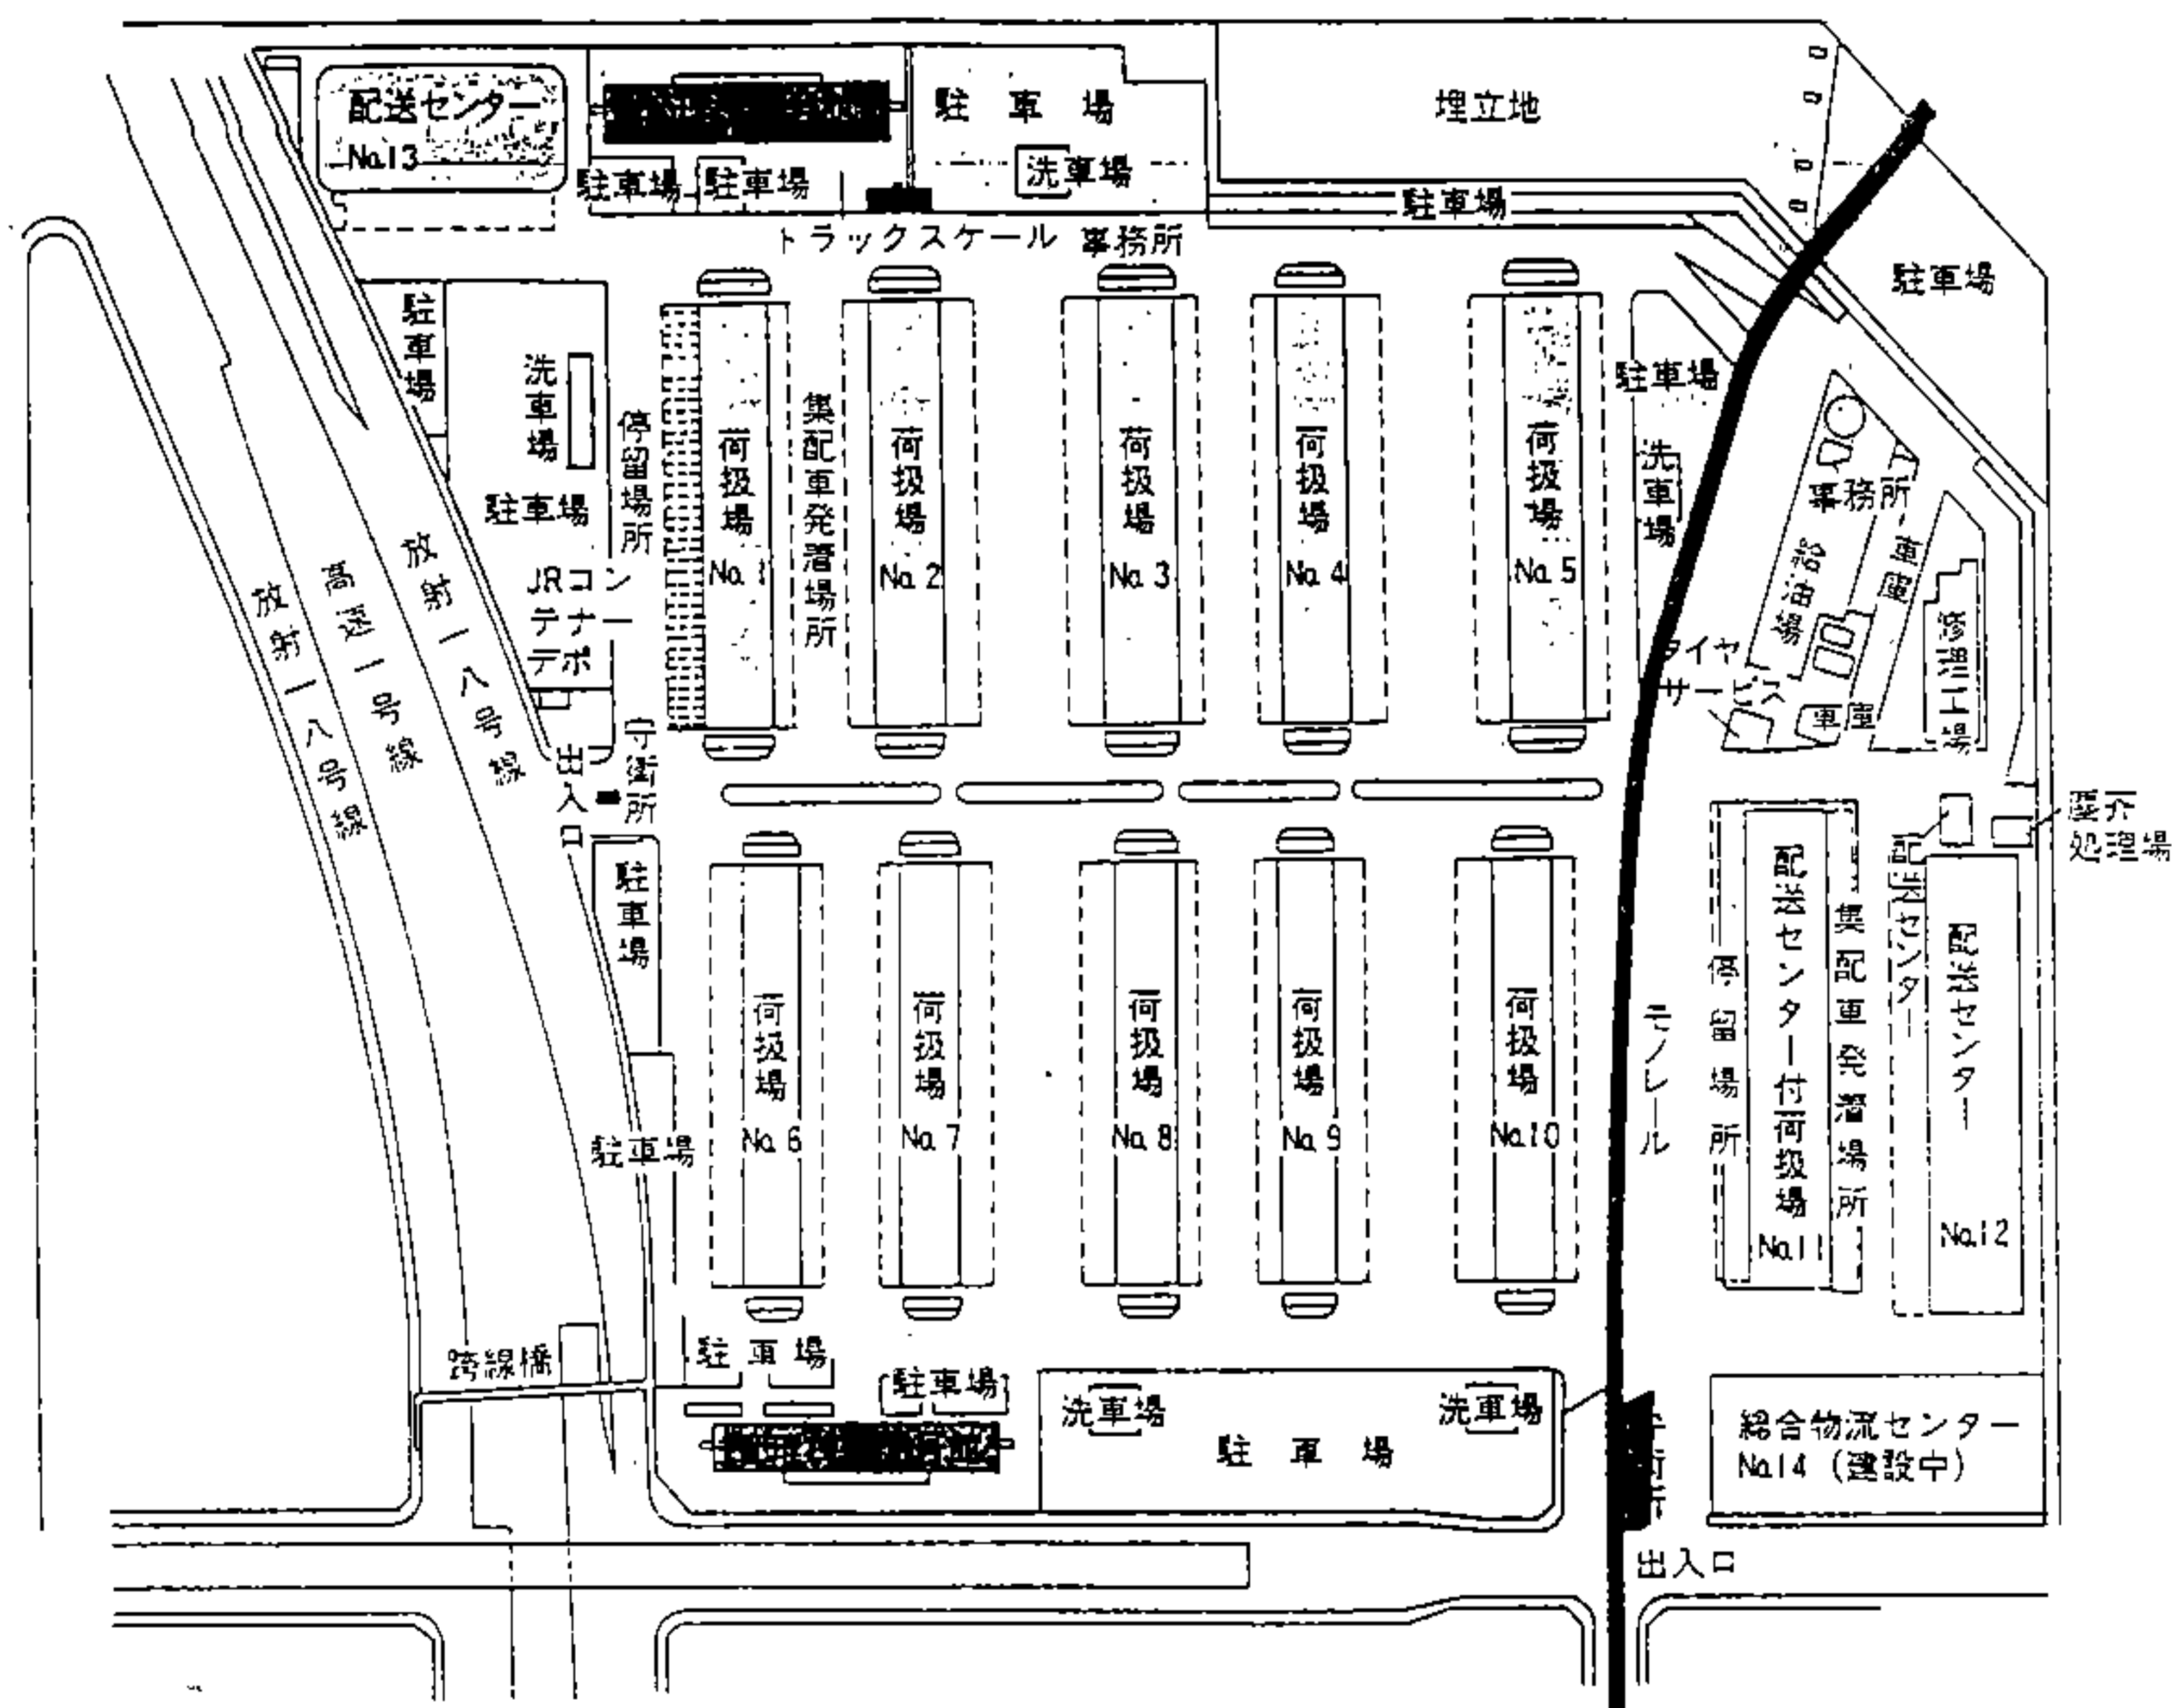 配送センター
No.13
駐車場
埋立地
駐車場
駐車場
洗車場
駐車場
トラックスケール
事務所
駐車場
駐車場
洗車場
駐車場
JRコン
テナー
デポ
停留場所
荷扱場
No.1
集配車発着場所
荷扱場
No.2
荷扱場
No.3
荷扱場
No.4
荷扱場
No.5
駐車場
洗車場
事務所
給油場
車庫
修理工場
タイヤ
サービス
車庫
放射一八号線
高速一号線
放射一八号線
出入口
守衛所
駐車場
駐車場
荷扱場
No.6
荷扱場
No.7
荷扱場
No.8
荷扱場
No.9
荷扱場
No.10
モノレール
停留場所
配送センター付荷扱場
No.11
集配車発着場所
配送センター
配送センター
No.12
塵介
処理場
跨線橋
駐車場
駐車場
洗車場
洗車場
駐車場
守衛所
総合物流センター
No.14(建設中)
出入口